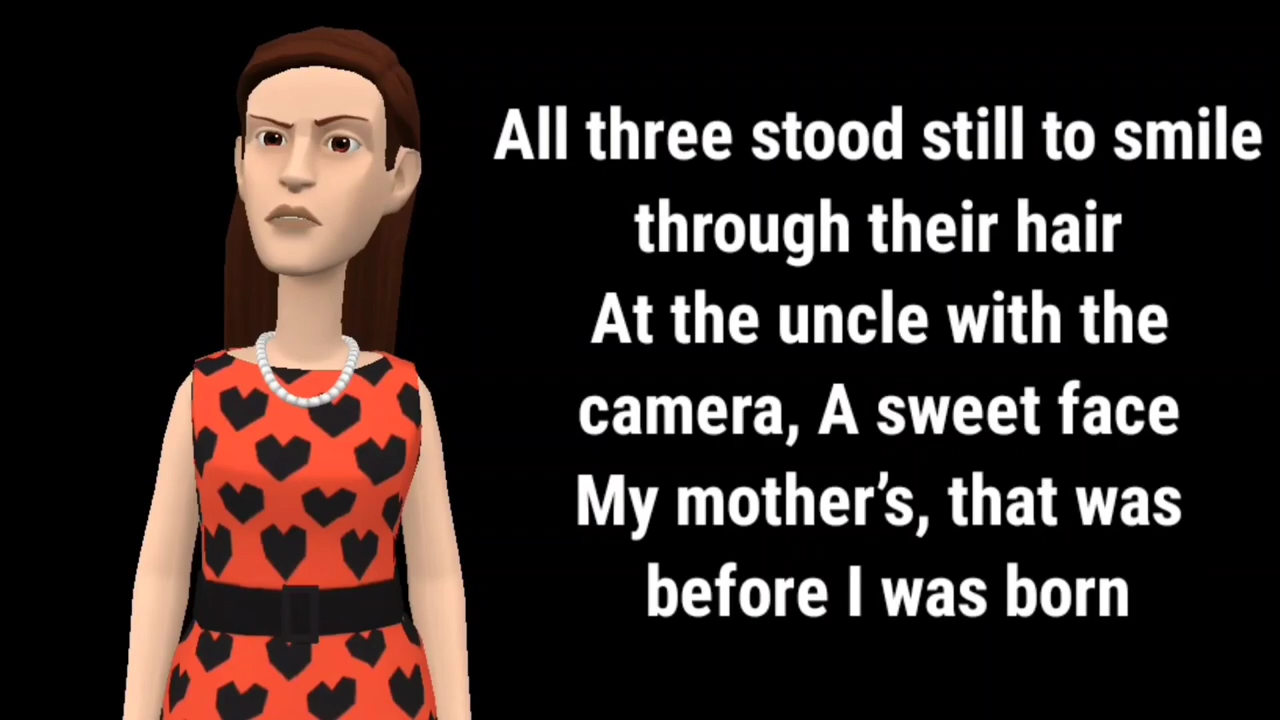 All three stood still to smile
through their hair
At the uncle with the
camera, A sweet face
My mother’s, that was
before I was born